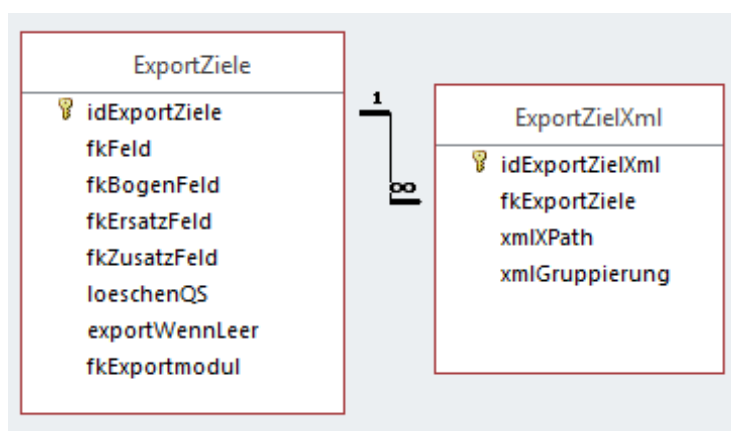 ExportZiele
idExportZiele
fkFeld
fkBogenFeld
fkErsatzFeld
fkZusatzFeld
loeschenQS
exportWennLeer
fkExportmodul
1
∞
ExportZielXml
idExportZielXml
fkExportZiele
xmlXPath
xmlGruppierung